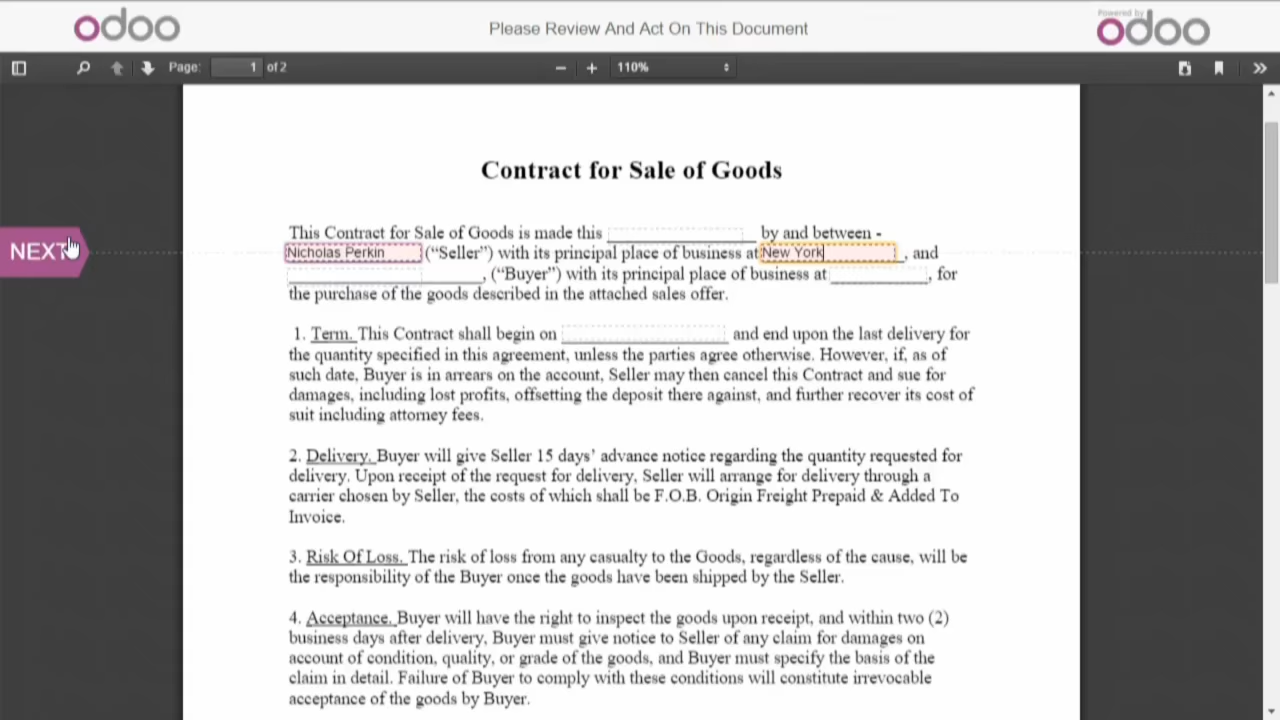 odoo
Please Review And Act On This Document
Powered by
odoo
Page: 1 of 2
110%
Contract for Sale of Goods
This Contract for Sale of Goods is made this by and between -
Nicholas Perkin (“Seller”) with its principal place of business at New York, and
, (“Buyer”) with its principal place of business at , for
the purchase of the goods described in the attached sales offer.
NEXT
1. Term. This Contract shall begin on and end upon the last delivery for
the quantity specified in this agreement, unless the parties agree otherwise. However, if, as of
such date, Buyer is in arrears on the account, Seller may then cancel this Contract and sue for
damages, including lost profits, offsetting the deposit there against, and further recover its cost of
suit including attorney fees.
2. Delivery. Buyer will give Seller 15 days’ advance notice regarding the quantity requested for
delivery. Upon receipt of the request for delivery, Seller will arrange for delivery through a
carrier chosen by Seller, the costs of which shall be F.O.B. Origin Freight Prepaid & Added To
Invoice.
3. Risk Of Loss. The risk of loss from any casualty to the Goods, regardless of the cause, will be
the responsibility of the Buyer once the goods have been shipped by the Seller.
4. Acceptance. Buyer will have the right to inspect the goods upon receipt, and within two (2)
business days after delivery, Buyer must give notice to Seller of any claim for damages on
account of condition, quality, or grade of the goods, and Buyer must specify the basis of the
claim in detail. Failure of Buyer to comply with these conditions will constitute irrevocable
acceptance of the goods by Buyer.